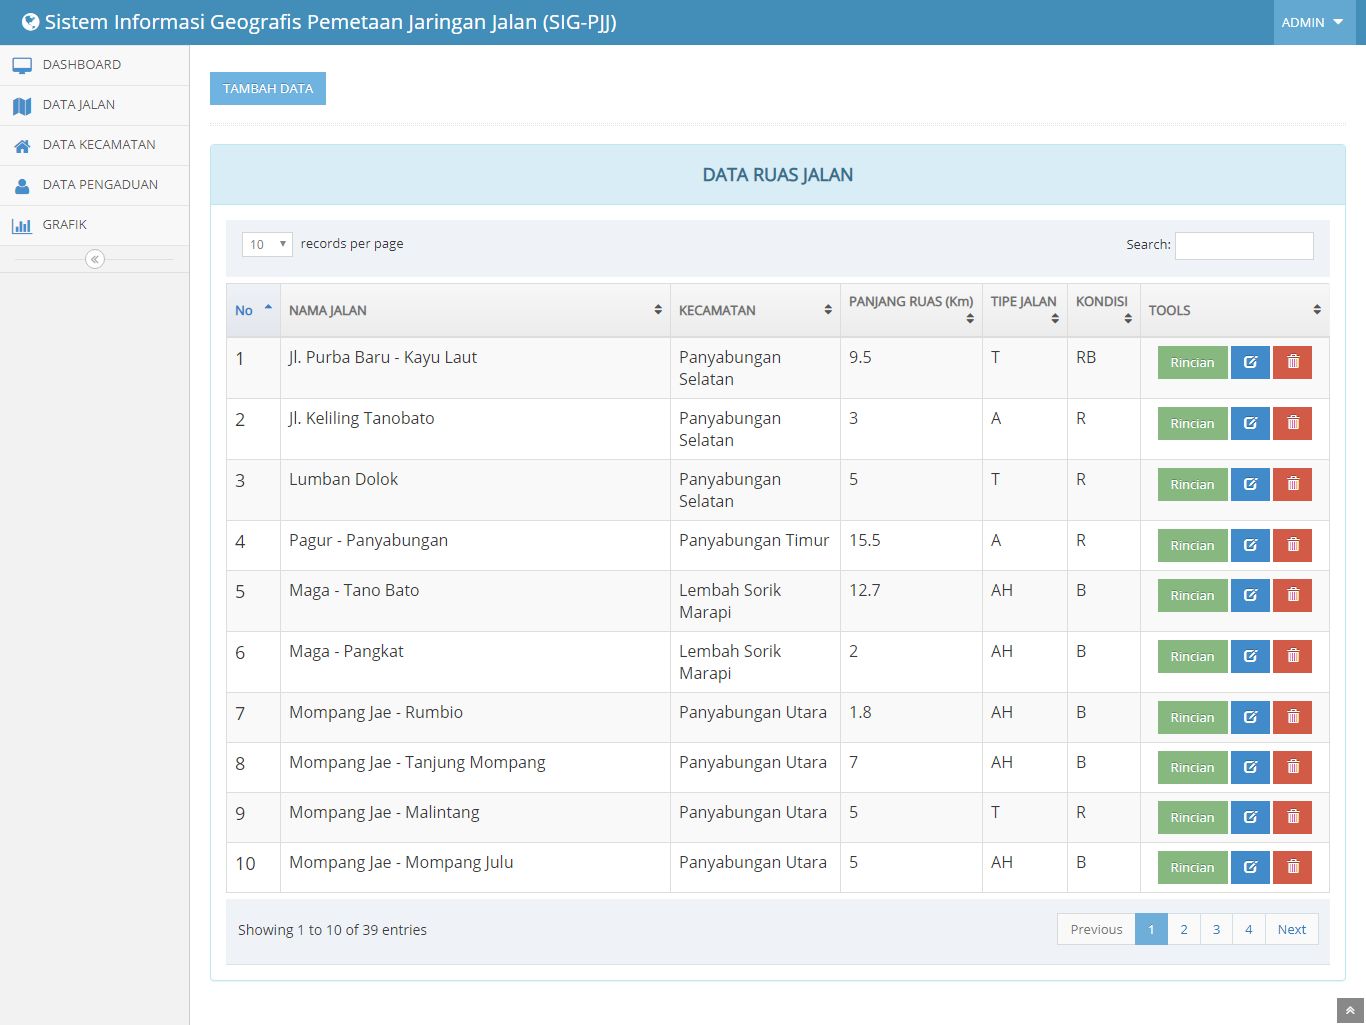 Sistem Informasi Geografis Pemetaan Jaringan Jalan (SIG-PJJ)
ADMIN
DASHBOARD
DATA JALAN
DATA KECAMATAN
DATA PENGADUAN
GRAFIK
TAMBAH DATA
DATA RUAS JALAN
10 records per page
Search:
No NAMA JALAN KECAMATAN PANJANG RUAS (Km) TIPE JALAN KONDISI TOOLS
1 Jl. Purba Baru - Kayu Laut Panyabungan 9.5 T RB Rincian
Selatan
2 Jl. Keliling Tanobato Panyabungan 3 A R Rincian
Selatan
3 Lumban Dolok Panyabungan 5 T R Rincian
Selatan
4 Pagur - Panyabungan Panyabungan Timur 15.5 A R Rincian
5 Maga - Tano Bato Lembah Sorik 12.7 AH B Rincian
Marapi
6 Maga - Pangkat Lembah Sorik 2 AH B Rincian
Marapi
7 Mompang Jae - Rumbio Panyabungan Utara 1.8 AH B Rincian
8 Mompang Jae - Tanjung Mompang Panyabungan Utara 7 AH B Rincian
9 Mompang Jae - Malintang Panyabungan Utara 5 T R Rincian
10 Mompang Jae - Mompang Julu Panyabungan Utara 5 AH B Rincian
Showing 1 to 10 of 39 entries
Previous 1 2 3 4 Next